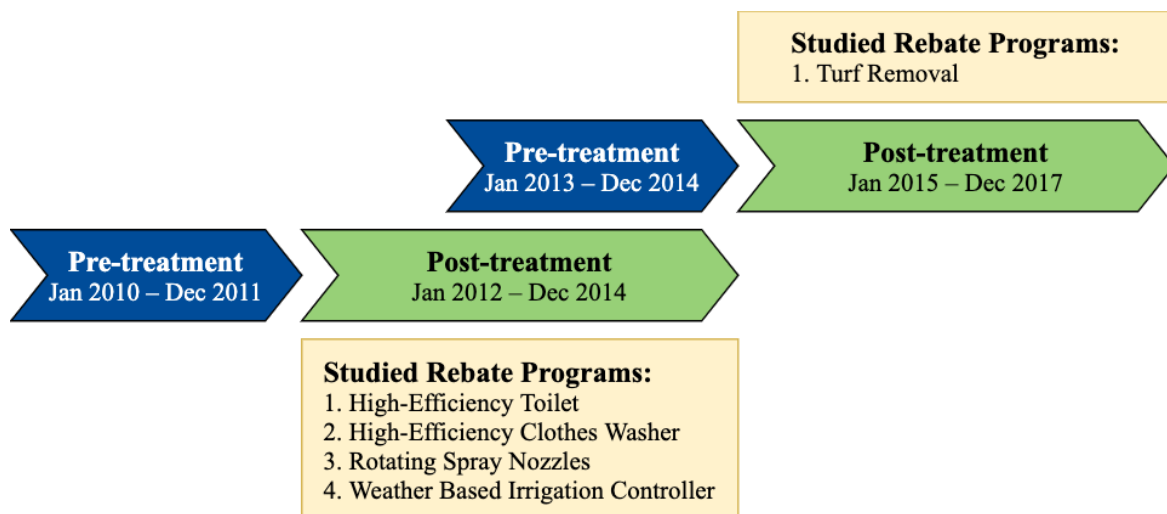 Studied Rebate Programs:
1. Turf Removal
Pre-treatment
Jan 2013 – Dec 2014
Post-treatment
Jan 2015 – Dec 2017
Pre-treatment
Jan 2010 – Dec 2011
Post-treatment
Jan 2012 – Dec 2014
Studied Rebate Programs:
1. High-Efficiency Toilet
2. High-Efficiency Clothes Washer
3. Rotating Spray Nozzles
4. Weather Based Irrigation Controller